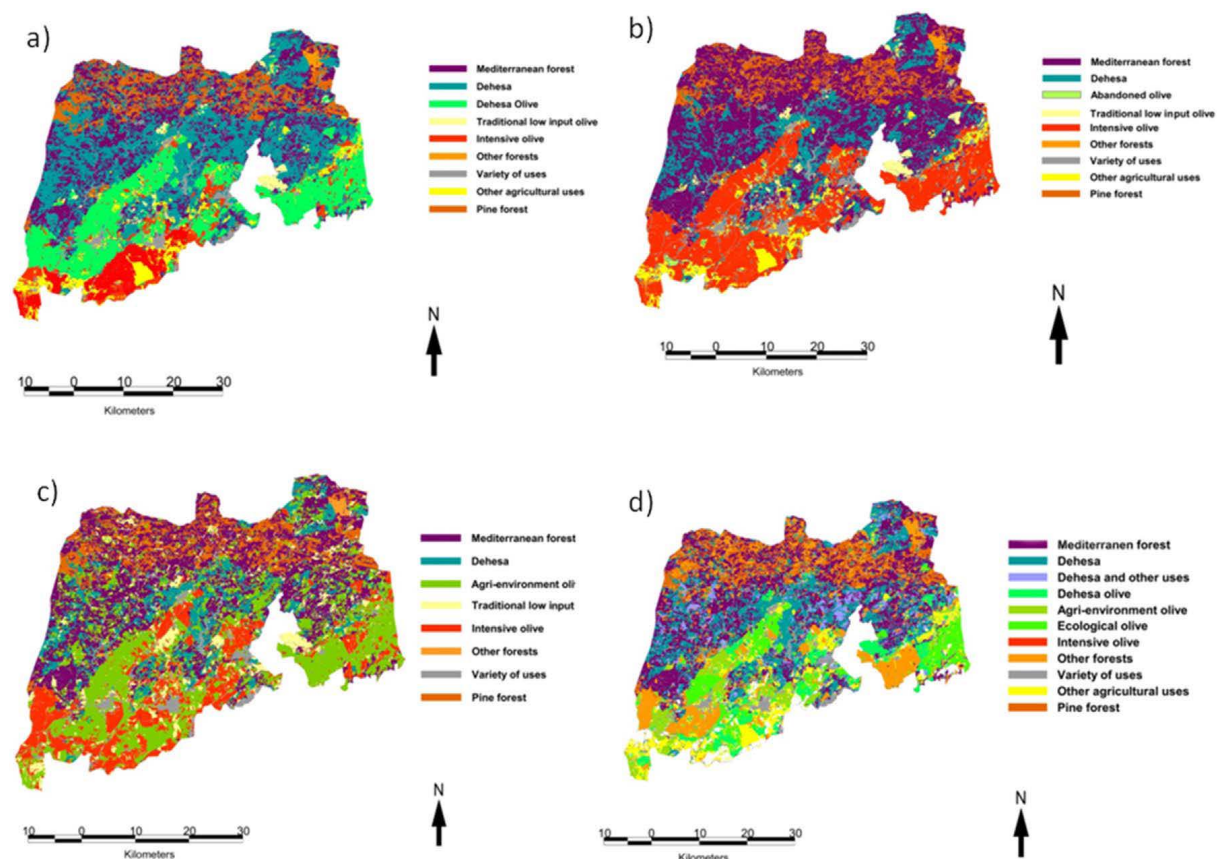 a)
Mediterranean forest
Dehesa
Dehesa Olive
Traditional low input olive
Intensive olive
Other forests
Variety of uses
Other agricultural uses
Pine forest
N
10 0 10 20 30
Kilometers
b)
Mediterranean forest
Dehesa
Abandoned olive
Traditional low input olive
Intensive olive
Other forests
Variety of uses
Other agricultural uses
Pine forest
N
10 0 10 20 30
Kilometers
c)
Mediterranean forest
Dehesa
Agri-environment oli
Traditional low input
Intensive olive
Other forests
Variety of uses
Pine forest
N
10 0 10 20 30
Kilometers
d)
Mediterranen forest
Dehesa
Dehesa and other uses
Dehesa olive
Agri-environment olive
Ecological olive
Intensive olive
Other forests
Variety of uses
Other agricultural uses
Pine forest
N
10 0 10 20 30
Kilometers